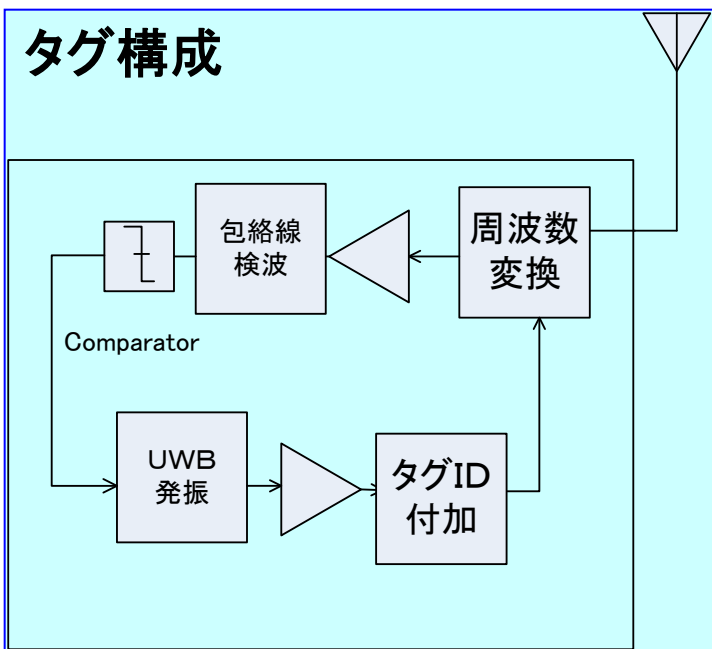 タグ構成
包絡線
検波
周波数
変換
Comparator
ＵＷＢ
発振
タグID
付加